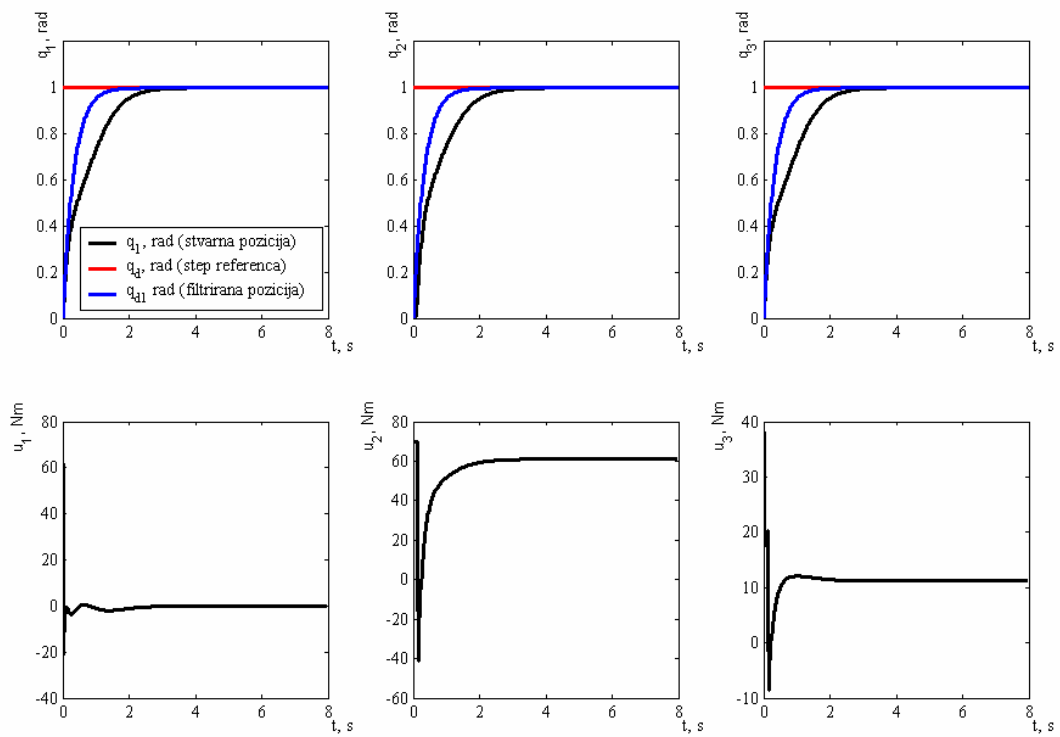 q1, rad
1
0.8
0.6
0.4
0.2
0
0 2 4 6 8
t, s
q1, rad (stvarna pozicija)
qd, rad (step referenca)
qd1 rad (filtrirana pozicija)
q2, rad
1
0.8
0.6
0.4
0.2
0
0 2 4 6 8
t, s
q3, rad
1
0.8
0.6
0.4
0.2
0
0 2 4 6 8
t, s
u1, Nm
80
60
40
20
0
-20
-40
0 2 4 6 8
t, s
u2, Nm
80
60
40
20
0
-20
-40
-60
0 2 4 6 8
t, s
u3, Nm
40
30
20
10
0
-10
0 2 4 6 8
t, s